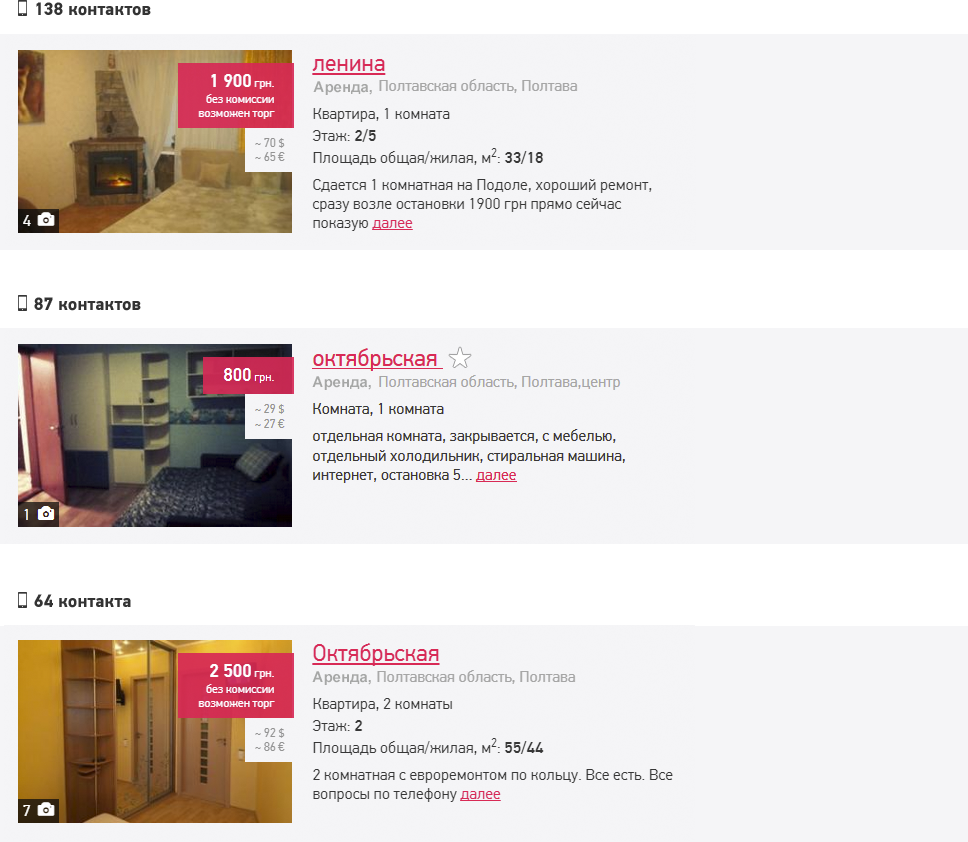 138 контактов
1 900 грн.
без комиссии
возможен торг
~ 70 $
~ 65 €
4
ленина
Аренда, Полтавская область, Полтава
Квартира, 1 комната
Этаж: 2/5
Площадь общая/жилая, м2: 33/18
Сдается 1 комнатная на Подоле, хороший ремонт,
сразу возле остановки 1900 грн прямо сейчас
показую далее
87 контактов
800 грн.
~ 29 $
~ 27 €
1
октябрьская
Аренда, Полтавская область, Полтава,центр
Комната, 1 комната
отдельная комната, закрывается, с мебелью,
отдельный холодильник, стиральная машина,
интернет, остановка 5... далее
64 контакта
2 500 грн.
без комиссии
возможен торг
~ 92 $
~ 86 €
7
Октябрьская
Аренда, Полтавская область, Полтава
Квартира, 2 комнаты
Этаж: 2
Площадь общая/жилая, м2: 55/44
2 комнатная с евроремонтом по кольцу. Все есть. Все
вопросы по телефону далее